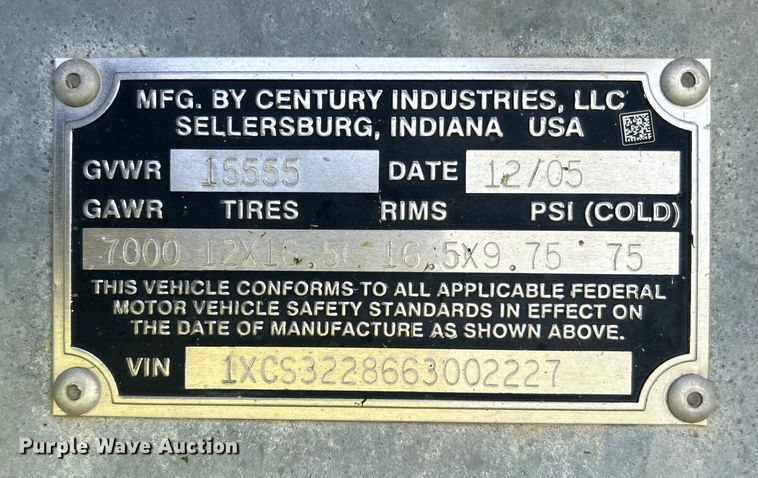 MFG. BY CENTURY INDUSTRIES, LLC
SELLERSBURG, INDIANA USA
GVWR 15555 DATE 12/05
GAWR TIRES RIMS PSI (COLD)
7000 12X16.5( 16.5X9.75 75
THIS VEHICLE CONFORMS TO ALL APPLICABLE FEDERAL
MOTOR VEHICLE SAFETY STANDARDS IN EFFECT ON
THE DATE OF MANUFACTURE AS SHOWN ABOVE.
VIN 1XCS3228663002227
Purple Wave Auction